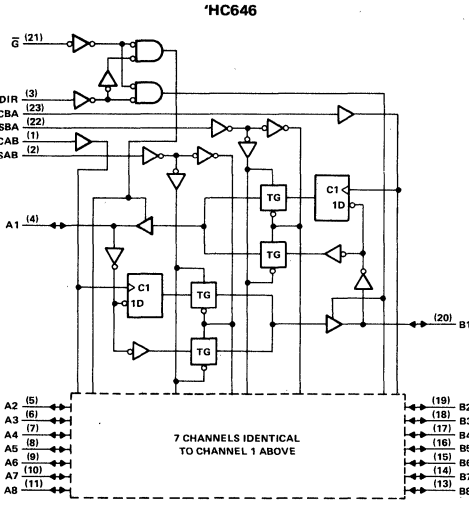 'HC646
G̅ (21)
DIR (3)
CBA (23)
SBA (22)
CAB (1)
SAB (2)
TG
C1
1D
A1 (4)
TG
C1
1D
TG
(20) B1
TG
A2 (5)
A3 (6)
A4 (7)
A5 (8)
A6 (9)
A7 (10)
A8 (11)
7 CHANNELS IDENTICAL
TO CHANNEL 1 ABOVE
(19) B2
(18) B3
(17) B4
(16) B5
(15) B6
(14) B7
(13) B8